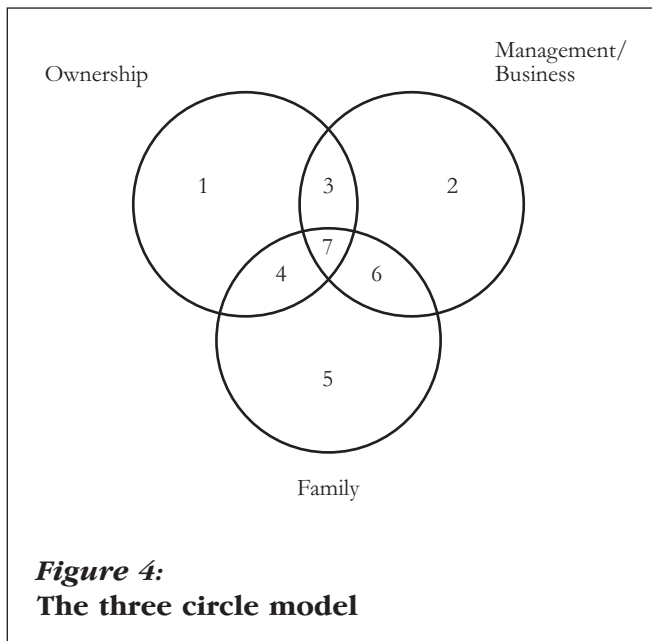 Management/
Business
Ownership
1
3
2
7
4
6
5
Family
Figure 4:
The three circle model